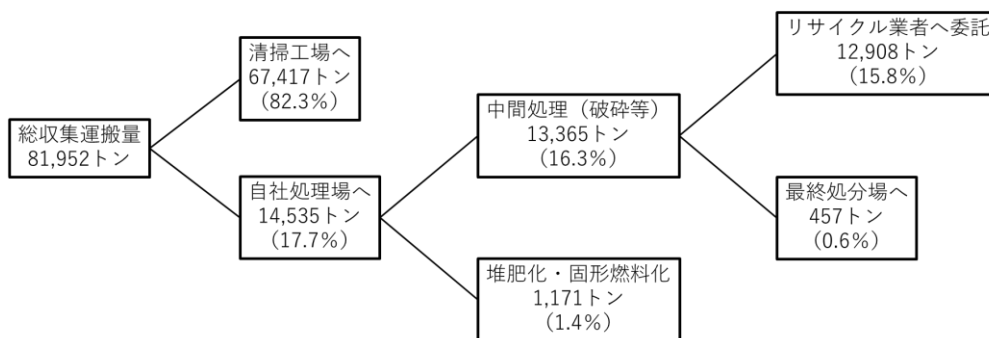 総収集運搬量
81,952トン
清掃工場へ
67,417トン
(82.3%)
自社処理場へ
14,535トン
(17.7%)
中間処理（破砕等）
13,365トン
(16.3%)
堆肥化・固形燃料化
1,171トン
(1.4%)
リサイクル業者へ委託
12,908トン
(15.8%)
最終処分場へ
457トン
(0.6%)